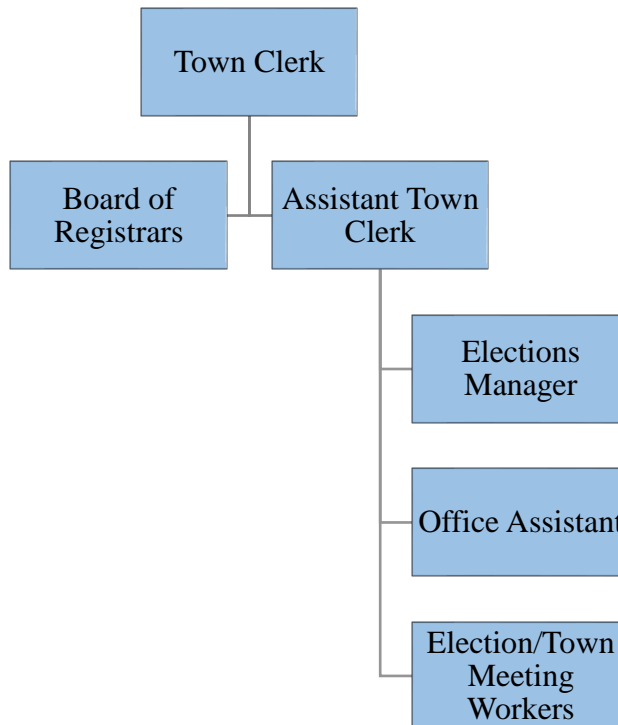 Town Clerk
Board of
Registrars
Assistant Town
Clerk
Elections
Manager
Office Assistant
Election/Town
Meeting
Workers